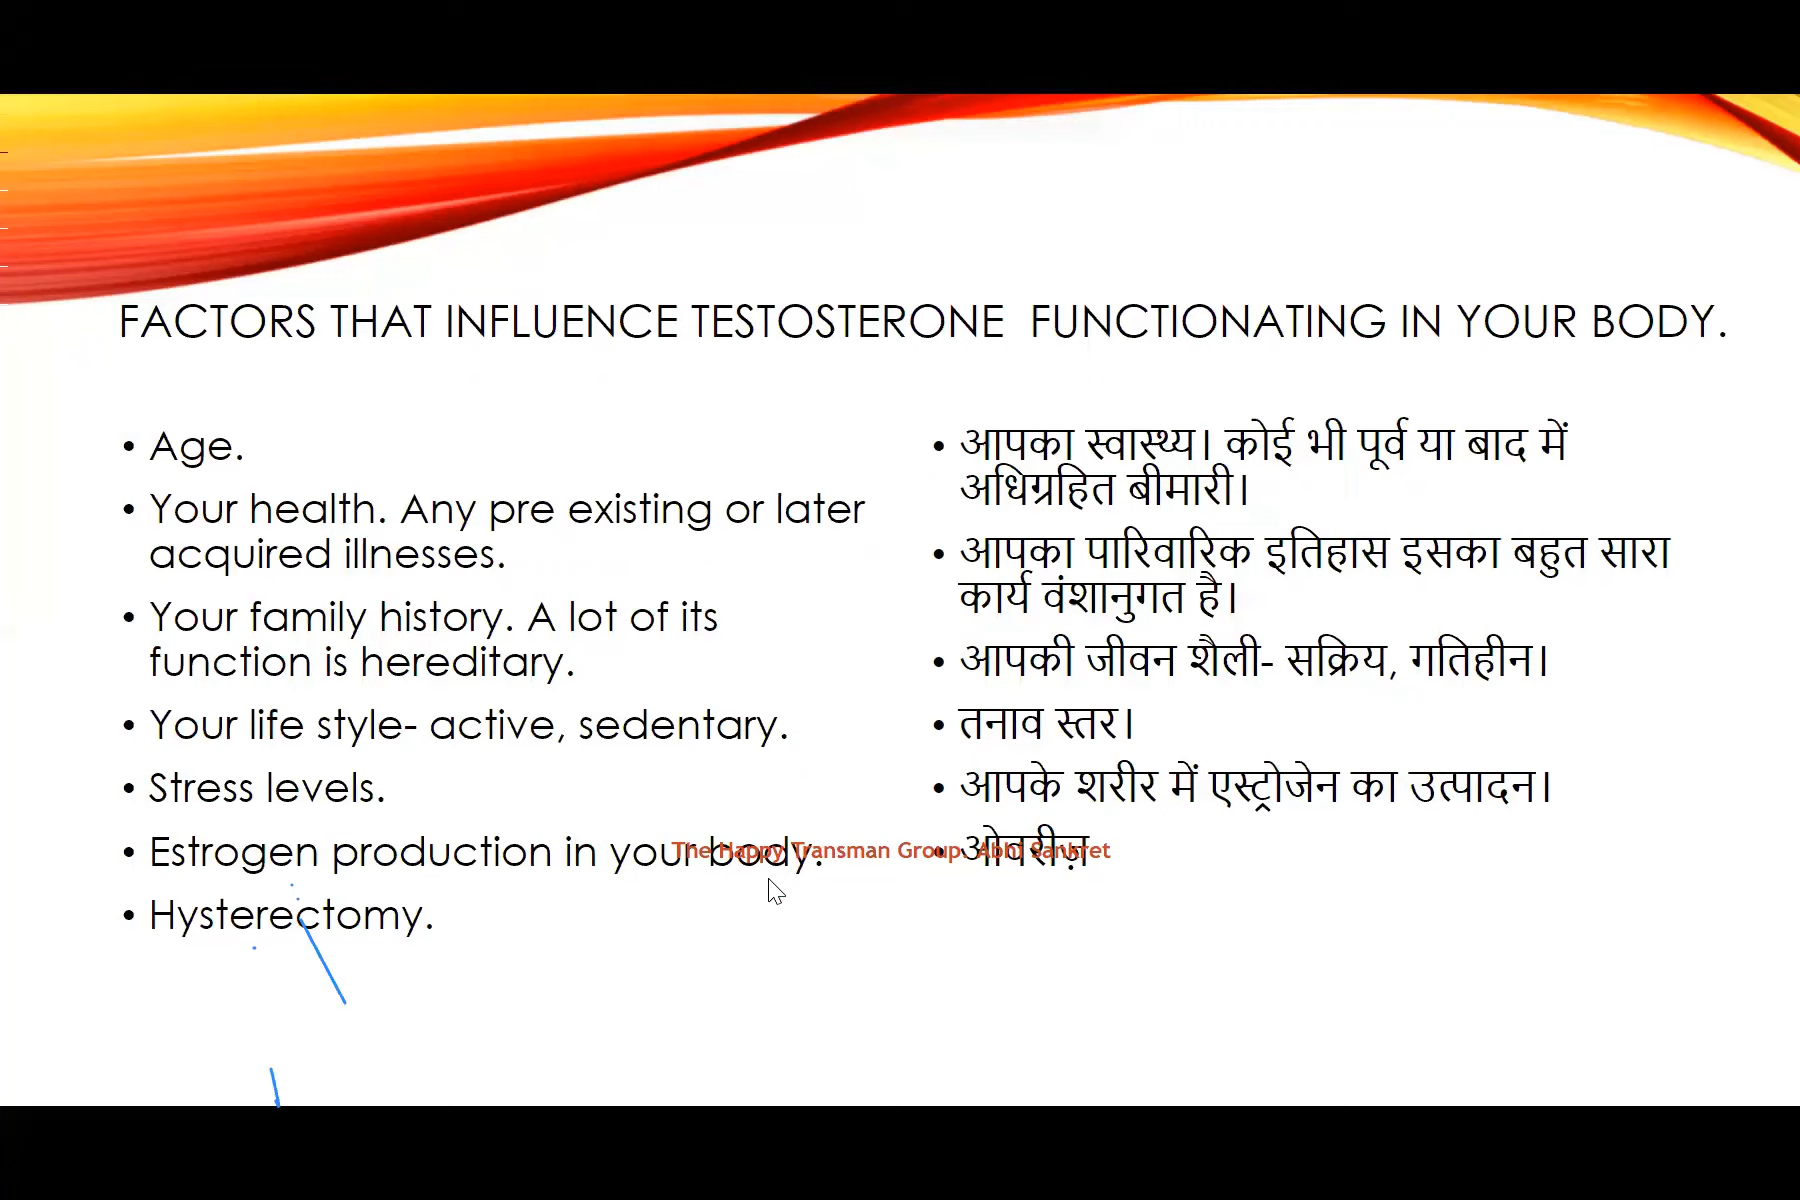 FACTORS THAT INFLUENCE TESTOSTERONE FUNCTIONATING IN YOUR BODY.
• Age.
• Your health. Any pre existing or later
acquired illnesses.
• Your family history. A lot of its
function is hereditary.
• Your life style- active, sedentary.
• Stress levels.
• Estrogen production in your body.
• Hysterectomy.
• आपका स्वास्थ्य। कोई भी पूर्व या बाद में
अधिग्रहित बीमारी।
• आपका पारिवारिक इतिहास इसका बहुत सारा
कार्य वंशानुगत है।
• आपकी जीवन शैली- सक्रिय, गतिहीन।
• तनाव स्तर।
• आपके शरीर में एस्ट्रोजेन का उत्पादन।
• ओवरीज़
The Happy Transman Group. Abhi Sankret